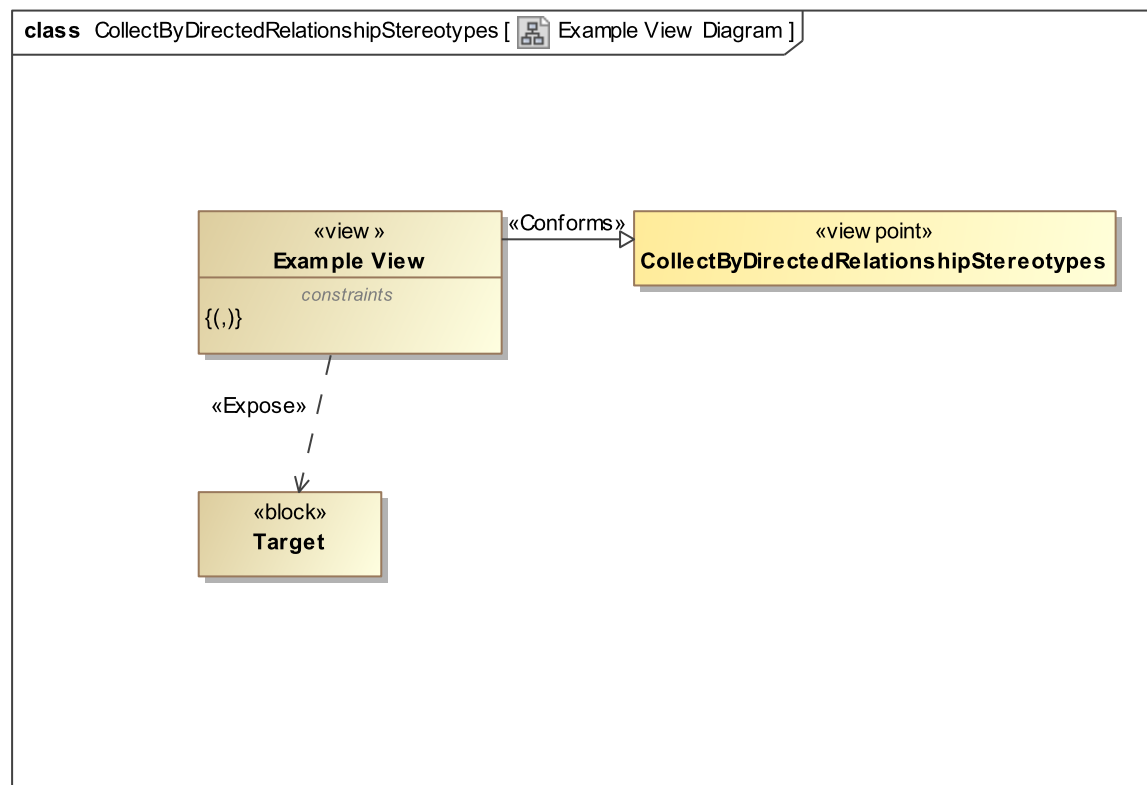 class CollectByDirectedRelationshipStereotypes [ Example View Diagram ]
«view »
Example View
constraints
{(,)}
«Conforms»
«view point»
CollectByDirectedRelationshipStereotypes
«Expose»
«block»
Target